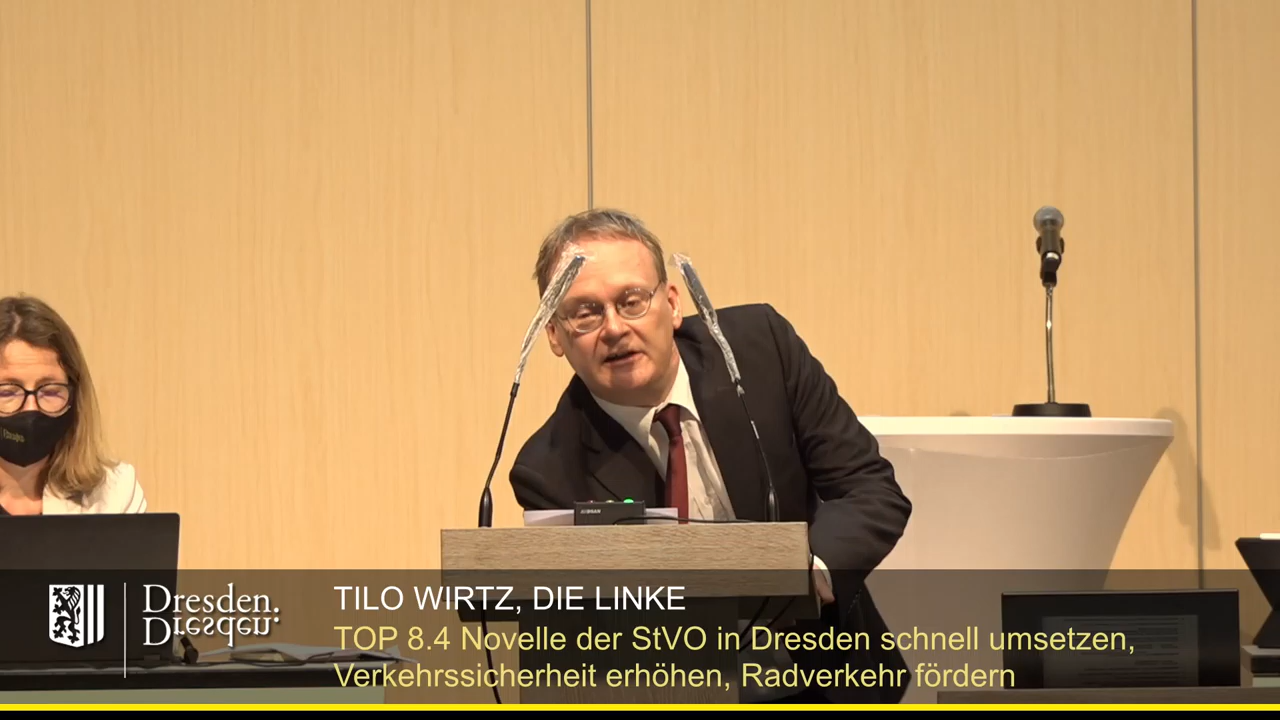 TILO WIRTZ, DIE LINKE
TOP 8.4 Novelle der StVO in Dresden schnell umsetzen,
Verkehrssicherheit erhöhen, Radverkehr fördern
Dresden.
Dresden.